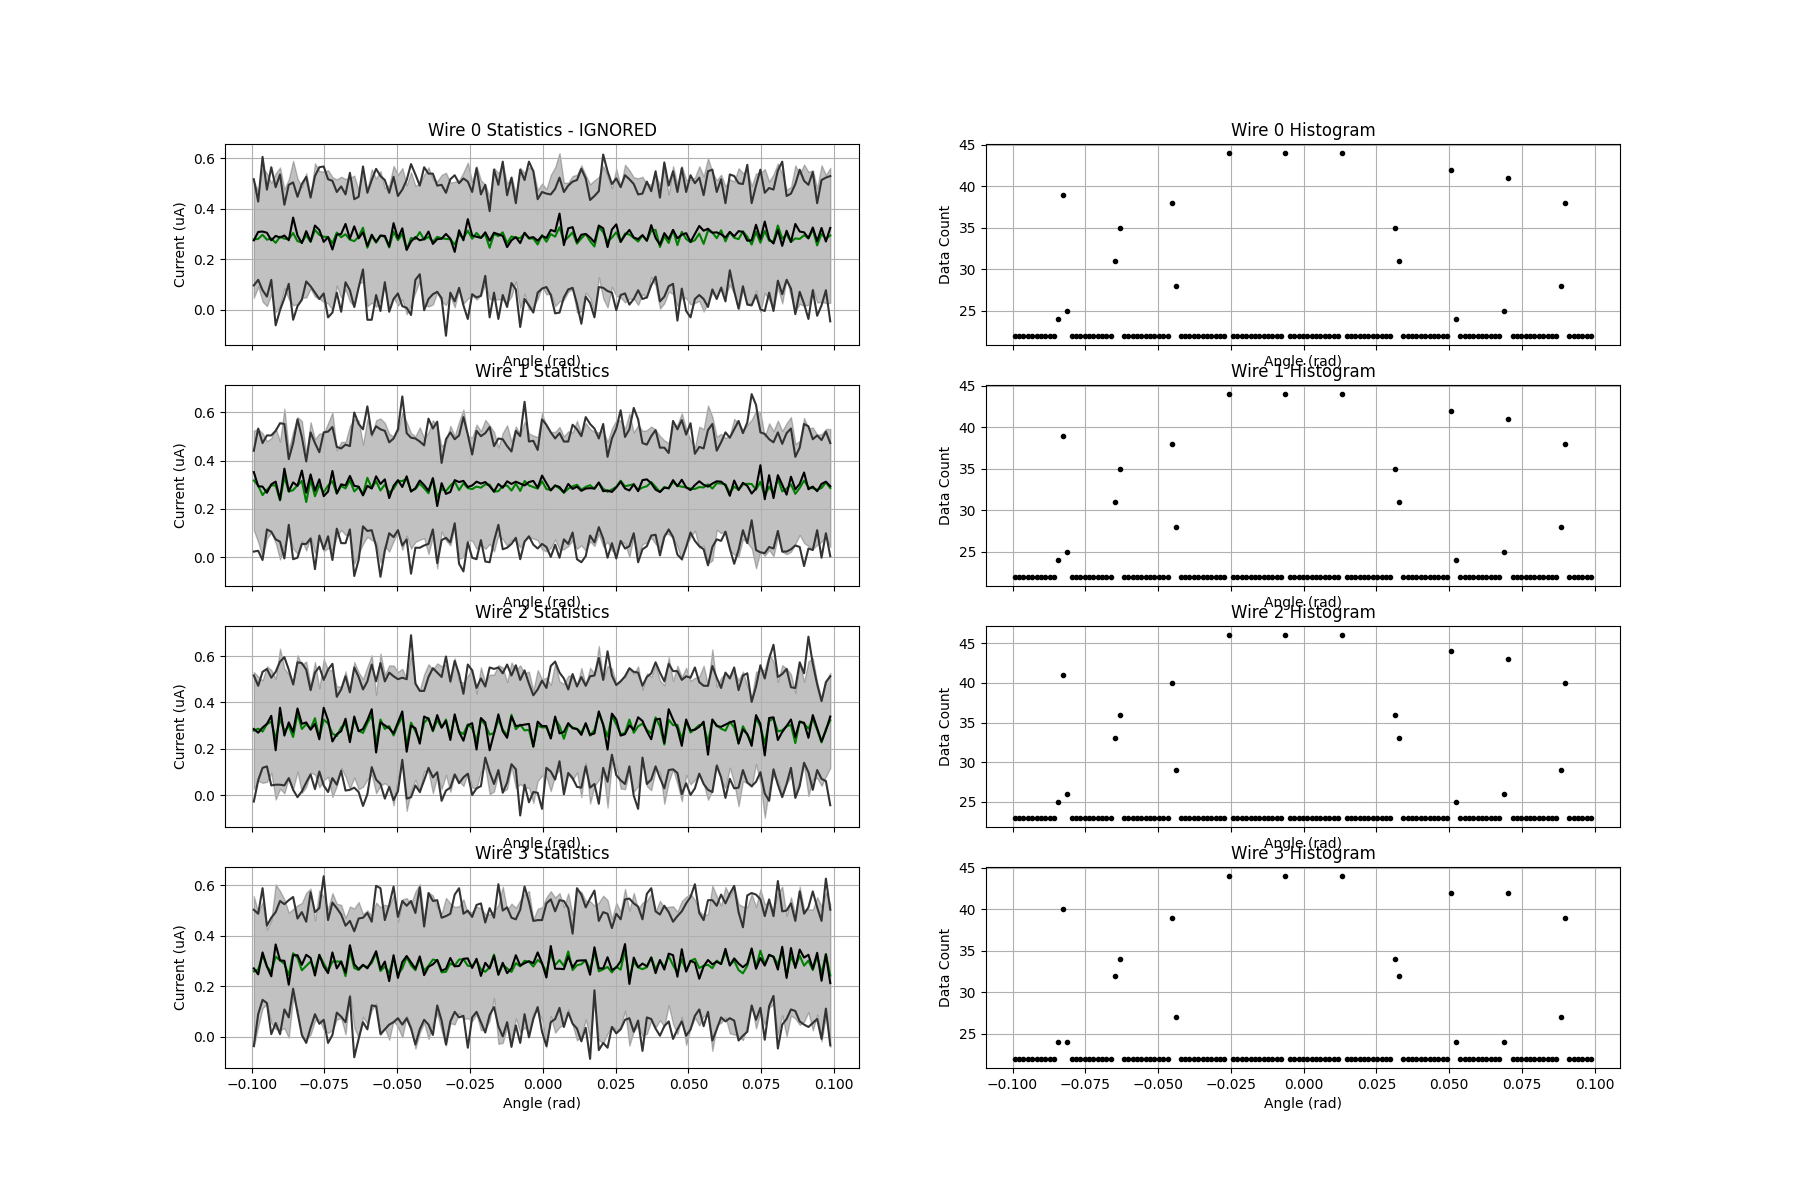 Wire 0 Statistics - IGNORED
Wire 0 Histogram
Current (uA)
0.6
0.4
0.2
0.0
Angle (rad)
Data Count
45
40
35
30
25
Angle (rad)
Wire 1 Statistics
Wire 1 Histogram
Current (uA)
0.6
0.4
0.2
0.0
Angle (rad)
Data Count
45
40
35
30
25
Angle (rad)
Wire 2 Statistics
Wire 2 Histogram
Current (uA)
0.6
0.4
0.2
0.0
Angle (rad)
Data Count
45
40
35
30
25
Angle (rad)
Wire 3 Statistics
Wire 3 Histogram
Current (uA)
0.6
0.4
0.2
0.0
−0.100 −0.075 −0.050 −0.025 0.000 0.025 0.050 0.075 0.100
Angle (rad)
Data Count
45
40
35
30
25
−0.100 −0.075 −0.050 −0.025 0.000 0.025 0.050 0.075 0.100
Angle (rad)